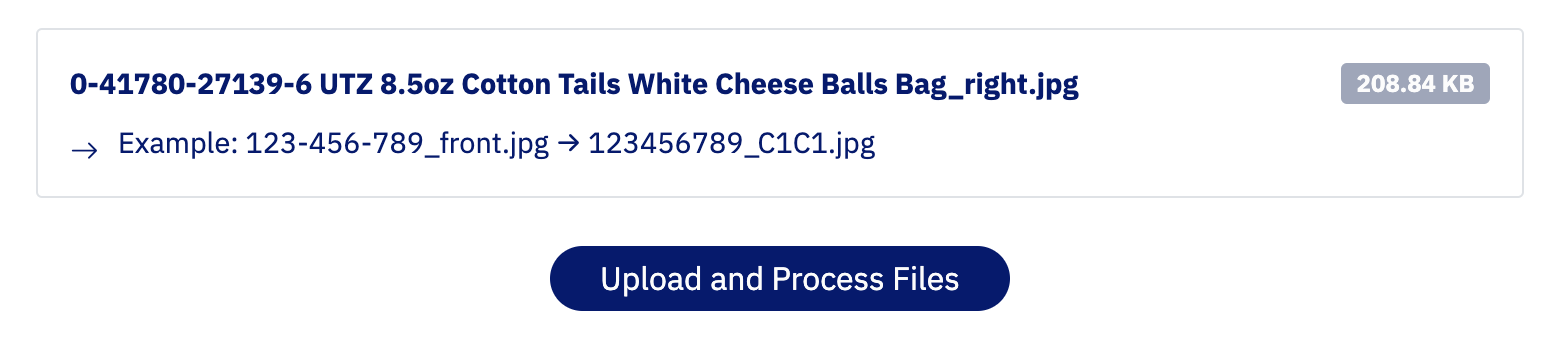 0-41780-27139-6 UTZ 8.5oz Cotton Tails White Cheese Balls Bag_right.jpg
208.84 KB
→ Example: 123-456-789_front.jpg → 123456789_C1C1.jpg
Upload and Process Files